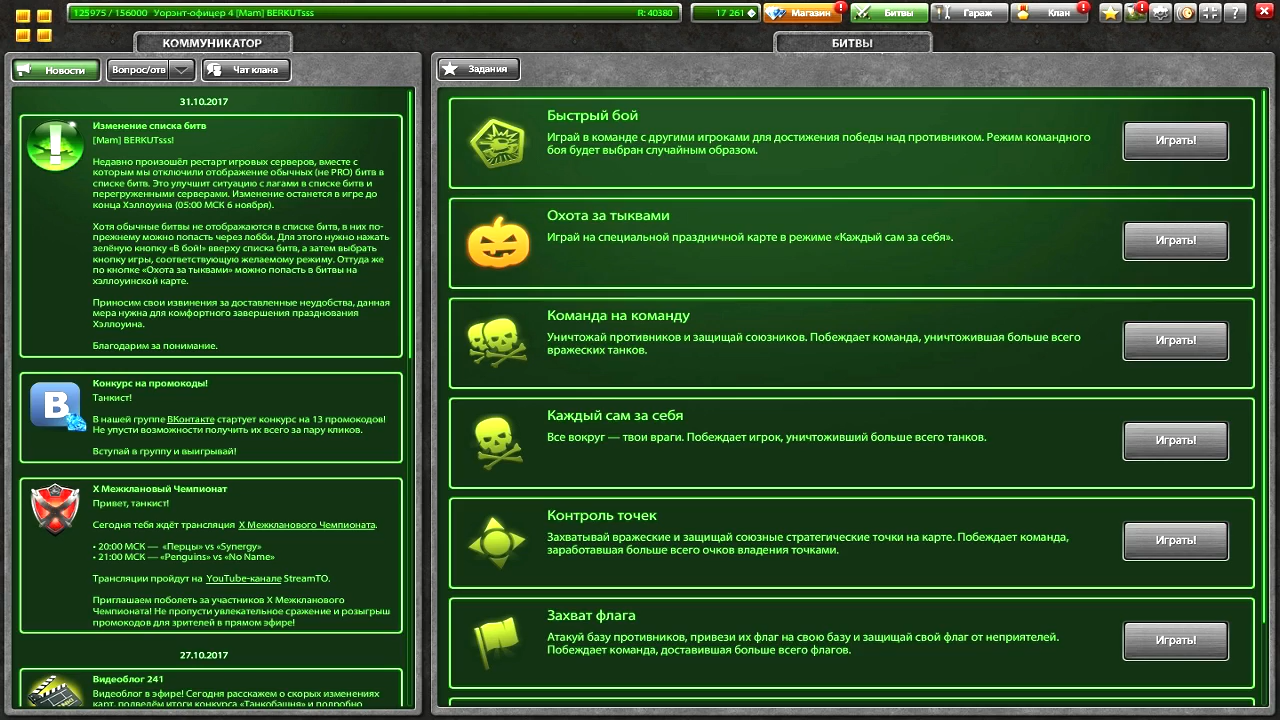 125975 / 156000 Уорэнт-офицер 4 [Mam] BERKUTsss
R: 40380
17 261
Магазин
Битвы
Гараж
Клан
?
КОММУНИКАТОР
БИТВЫ
Новости
Вопрос/отв
Чат клана
Задания
31.10.2017
Изменение списка битв
[Mam] BERKUTsss!
Недавно произошёл рестарт игровых серверов, вместе с
которым мы отключили отображение обычных (не PRO) битв в
списке битв. Это улучшит ситуацию с лагами в списке битв и
перегруженными серверами. Изменение останется в игре до
конца Хэллоуина (05:00 МСК 6 ноября).
Хотя обычные битвы не отображаются в списке битв, в них по-
прежнему можно попасть через лобби. Для этого нужно нажать
зелёную кнопку «В бой!» вверху списка битв, а затем выбрать
кнопку игры, соответствующую желаемому режиму. Оттуда же
по кнопке «Охота за тыквами» можно попасть в битвы на
хэллоуинской карте.
Приносим свои извинения за доставленные неудобства, данная
мера нужна для комфортного завершения празднования
Хэллоуина.
Благодарим за понимание.
Конкурс на промокоды!
Танкист!
В нашей группе ВКонтакте стартует конкурс на 13 промокодов!
Не упусти возможности получить их всего за пару кликов.
Вступай в группу и выигрывай!
X Межклановый Чемпионат
Привет, танкист!
Сегодня тебя ждёт трансляция X Межкланового Чемпионата.
• 20:00 МСК — «Перцы» vs «Synergy»
• 21:00 МСК — «Penguins» vs «No Name»
Трансляции пройдут на YouTube-канале StreamTO.
Приглашаем поболеть за участников X Межкланового
Чемпионата! Не пропусти увлекательное сражение и розыгрыш
промокодов для зрителей в прямом эфире!
27.10.2017
Видеоблог 241
Видеоблог в эфире! Сегодня расскажем о скорых изменениях
карт, подведём итоги конкурса «Танкобашня» и подробно
Быстрый бой
Играй в команде с другими игроками для достижения победы над противником. Режим командного
боя будет выбран случайным образом.
Играть!
Охота за тыквами
Играй на специальной праздничной карте в режиме «Каждый сам за себя».
Играть!
Команда на команду
Уничтожай противников и защищай союзников. Побеждает команда, уничтожившая больше всего
вражеских танков.
Играть!
Каждый сам за себя
Все вокруг — твои враги. Побеждает игрок, уничтоживший больше всего танков.
Играть!
Контроль точек
Захватывай вражеские и защищай союзные стратегические точки на карте. Побеждает команда,
заработавшая больше всего очков владения точками.
Играть!
Захват флага
Атакуй базу противников, привези их флаг на свою базу и защищай свой флаг от неприятелей.
Побеждает команда, доставившая больше всего флагов.
Играть!